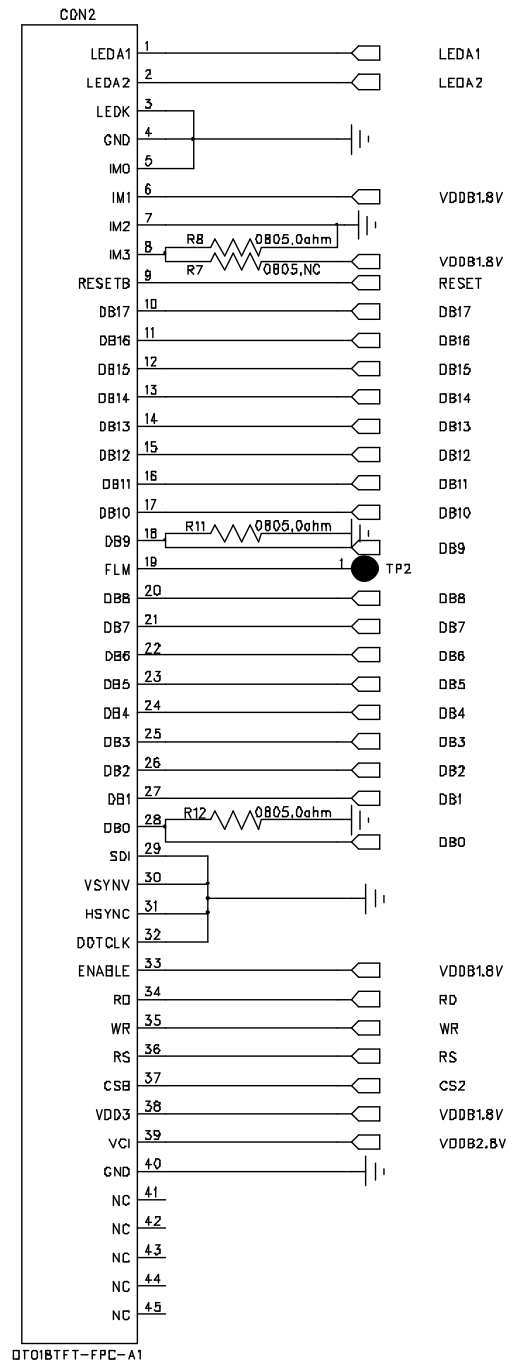 CON2
LEDA1 1 LEDA1
LEDA2 2 LEDA2
LEDK 3
GND 4
IM0 5
IM1 6 VDDB1.8V
IM2 7
IM3 8 R8 0805,0ohm
R7 0805,NC VDDB1.8V
RESETB 9 RESET
DB17 10 DB17
DB16 11 DB16
DB15 12 DB15
DB14 13 DB14
DB13 14 DB13
DB12 15 DB12
DB11 16 DB11
DB10 17 DB10
DB9 18 R11 0805,0ohm DB9
FLM 19 1 TP2
DB8 20 DB8
DB7 21 DB7
DB6 22 DB6
DB5 23 DB5
DB4 24 DB4
DB3 25 DB3
DB2 26 DB2
DB1 27 DB1
DB0 28 R12 0805,0ohm DB0
SDI 29
VSYNV 30
HSYNC 31
DOTCLK 32
ENABLE 33 VDDB1.8V
RD 34 RD
WR 35 WR
RS 36 RS
CSB 37 CS2
VDD3 38 VDDB1.8V
VCI 39 VDDB2.8V
GND 40
NC 41
NC 42
NC 43
NC 44
NC 45
OT018TFT-FPC-A1